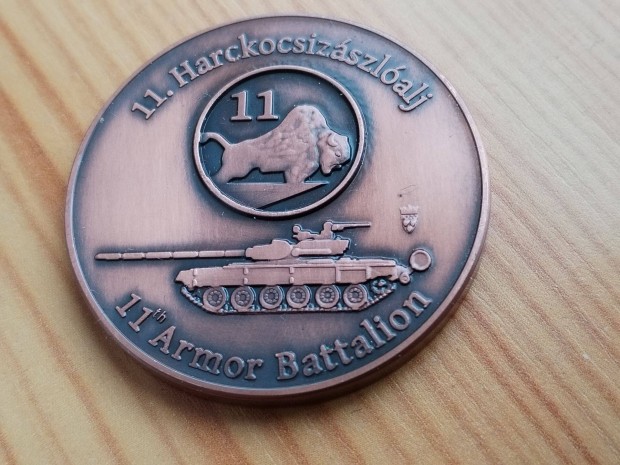 11. Harckocsizászlóalj
11
11th Armor Battalion